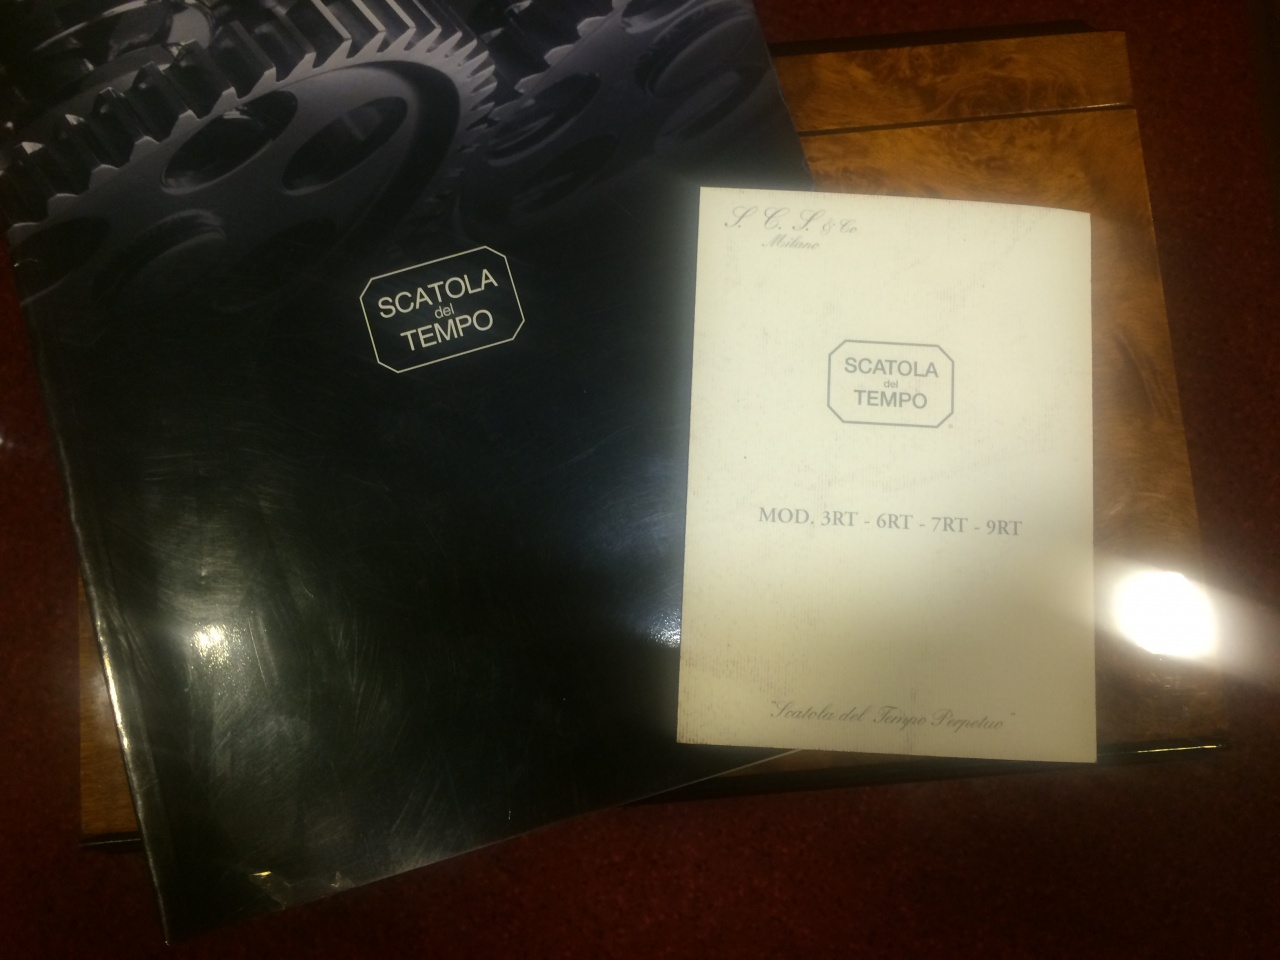 SCATOLA
del
TEMPO
S. C. S. & Co
Milano
SCATOLA
del
TEMPO
®
MOD. 3RT - 6RT - 7RT - 9RT
"Scatola del Tempo Perpetuo"